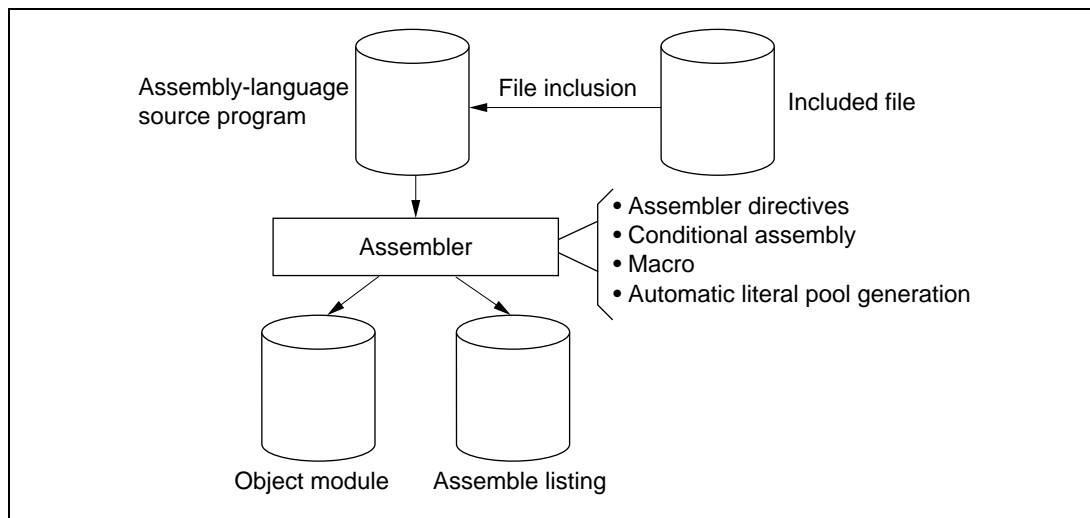 Assembly-language
source program
File inclusion
Included file
Assembler
• Assembler directives
• Conditional assembly
• Macro
• Automatic literal pool generation
Object module
Assemble listing